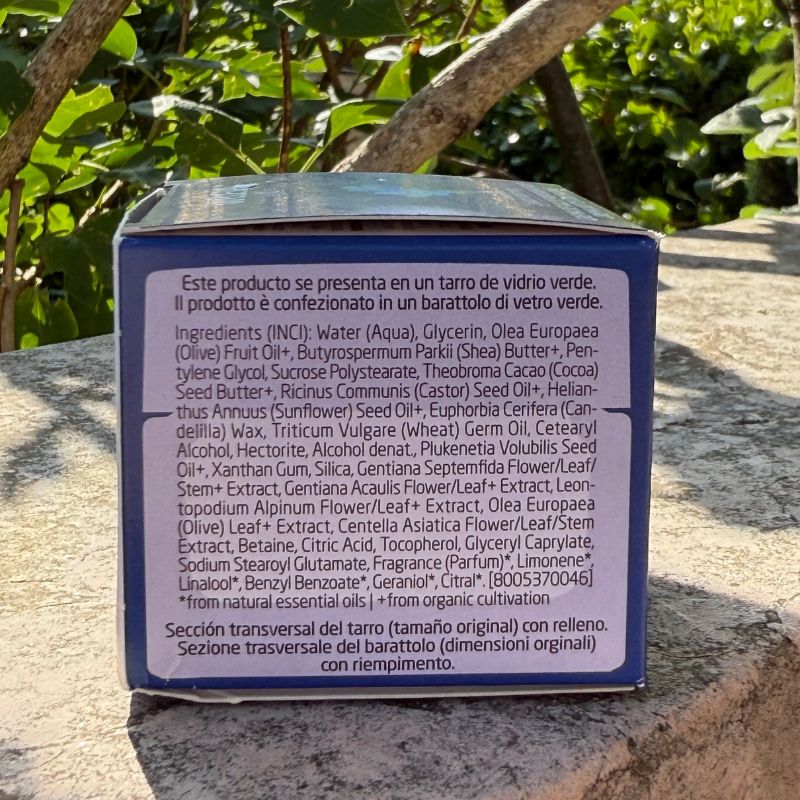 Este producto se presenta en un tarro de vidrio verde.
Il prodotto è confezionato in un barattolo di vetro verde.
Ingredients (INCI): Water (Aqua), Glycerin, Olea Europaea
(Olive) Fruit Oil+, Butyrospermum Parkii (Shea) Butter+, Pen-
tylene Glycol, Sucrose Polystearate, Theobroma Cacao (Cocoa)
Seed Butter+, Ricinus Communis (Castor) Seed Oil+, Helian-
thus Annuus (Sunflower) Seed Oil+, Euphorbia Cerifera (Can-
delilla) Wax, Triticum Vulgare (Wheat) Germ Oil, Cetearyl
Alcohol, Hectorite, Alcohol denat., Plukenetia Volubilis Seed
Oil+, Xanthan Gum, Silica, Gentiana Septemfida Flower/Leaf/
Stem+ Extract, Gentiana Acaulis Flower/Leaf+ Extract, Leon-
topodium Alpinum Flower/Leaf+ Extract, Olea Europaea
(Olive) Leaf+ Extract, Centella Asiatica Flower/Leaf/Stem
Extract, Betaine, Citric Acid, Tocopherol, Glyceryl Caprylate,
Sodium Stearoyl Glutamate, Fragrance (Parfum)*, Limonene*,
Linalool*, Benzyl Benzoate*, Geraniol*, Citral*. [8005370046]
*from natural essential oils | +from organic cultivation
Sección transversal del tarro (tamaño original) con relleno.
Sezione trasversale del barattolo (dimensioni orginali)
con riempimento.